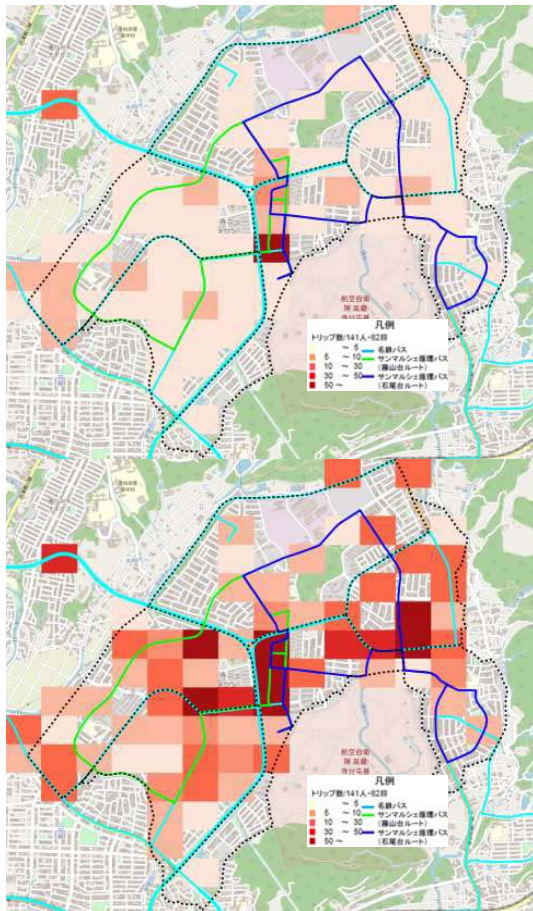 航空自衛
隊 高蔵
寺分屯基
凡例
トリップ数/141人・62日
～ 5
5 ～ 10
10 ～ 30
30 ～ 50
50 ～
名鉄バス
サンマルシェ循環バス
(藤山台ルート)
サンマルシェ循環バス
(石尾台ルート)
航空自衛
隊 高蔵
寺分屯基
凡例
トリップ数/141人・62日
～ 5
5 ～ 10
10 ～ 30
30 ～ 50
50 ～
名鉄バス
サンマルシェ循環バス
(藤山台ルート)
サンマルシェ循環バス
(石尾台ルート)